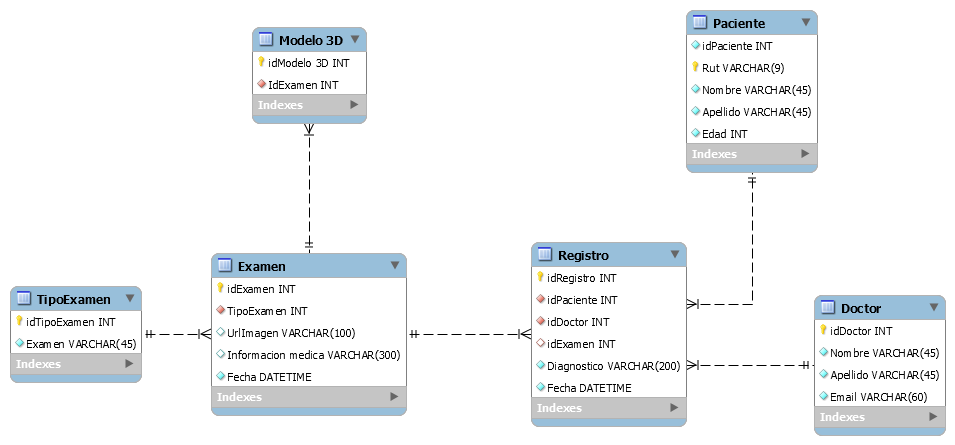 Modelo 3D
idModelo 3D INT
IdExamen INT
Indexes
Paciente
idPaciente INT
Rut VARCHAR(9)
Nombre VARCHAR(45)
Apellido VARCHAR(45)
Edad INT
Indexes
TipoExamen
idTipoExamen INT
Examen VARCHAR(45)
Indexes
Examen
idExamen INT
TipoExamen INT
UrlImagen VARCHAR(100)
Informacion medica VARCHAR(300)
Fecha DATETIME
Indexes
Registro
idRegistro INT
idPaciente INT
idDoctor INT
idExamen INT
Diagnostico VARCHAR(200)
Fecha DATETIME
Indexes
Doctor
idDoctor INT
Nombre VARCHAR(45)
Apellido VARCHAR(45)
Email VARCHAR(60)
Indexes